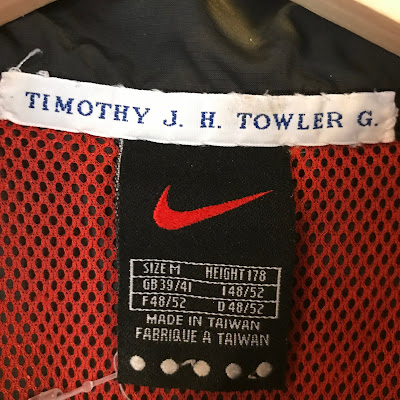 TIMOTHY J. H. TOWLER G.
SIZE M HEIGHT 178
GB 39/41 I 48/52
F 48/52 D 48/52
MADE IN TAIWAN
FABRIQUE A TAIWAN